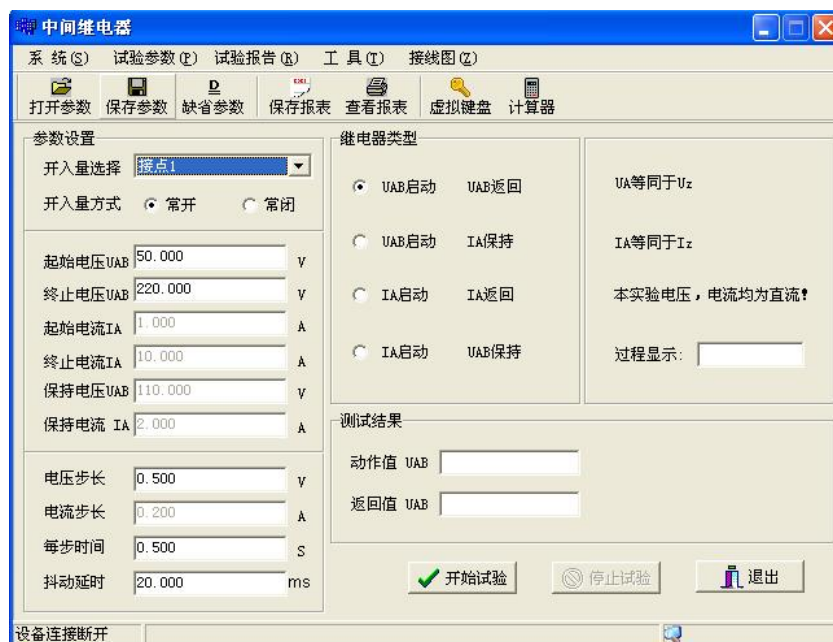 中间继电器
系 统(S) 试验参数(P) 试验报告(R) 工 具(T) 接线图(Z)
打开参数 保存参数 缺省参数 保存报表 查看报表 虚拟键盘 计算器
参数设置
开入量选择 接点1
开入量方式 常开 常闭
起始电压UAB 50.000 V
终止电压UAB 220.000 V
起始电流IA 1.000 A
终止电流IA 10.000 A
保持电压UAB 110.000 V
保持电流 IA 2.000 A
电压步长 0.500 V
电流步长 0.200 A
每步时间 0.500 S
抖动延时 20.000 ms
继电器类型
UAB启动 UAB返回
UAB启动 IA保持
IA启动 IA返回
IA启动 UAB保持
UA等同于Uz
IA等同于Iz
本实验电压，电流均为直流!
过程显示:
测试结果
动作值 UAB
返回值 UAB
开始试验 停止试验 退出
设备连接断开